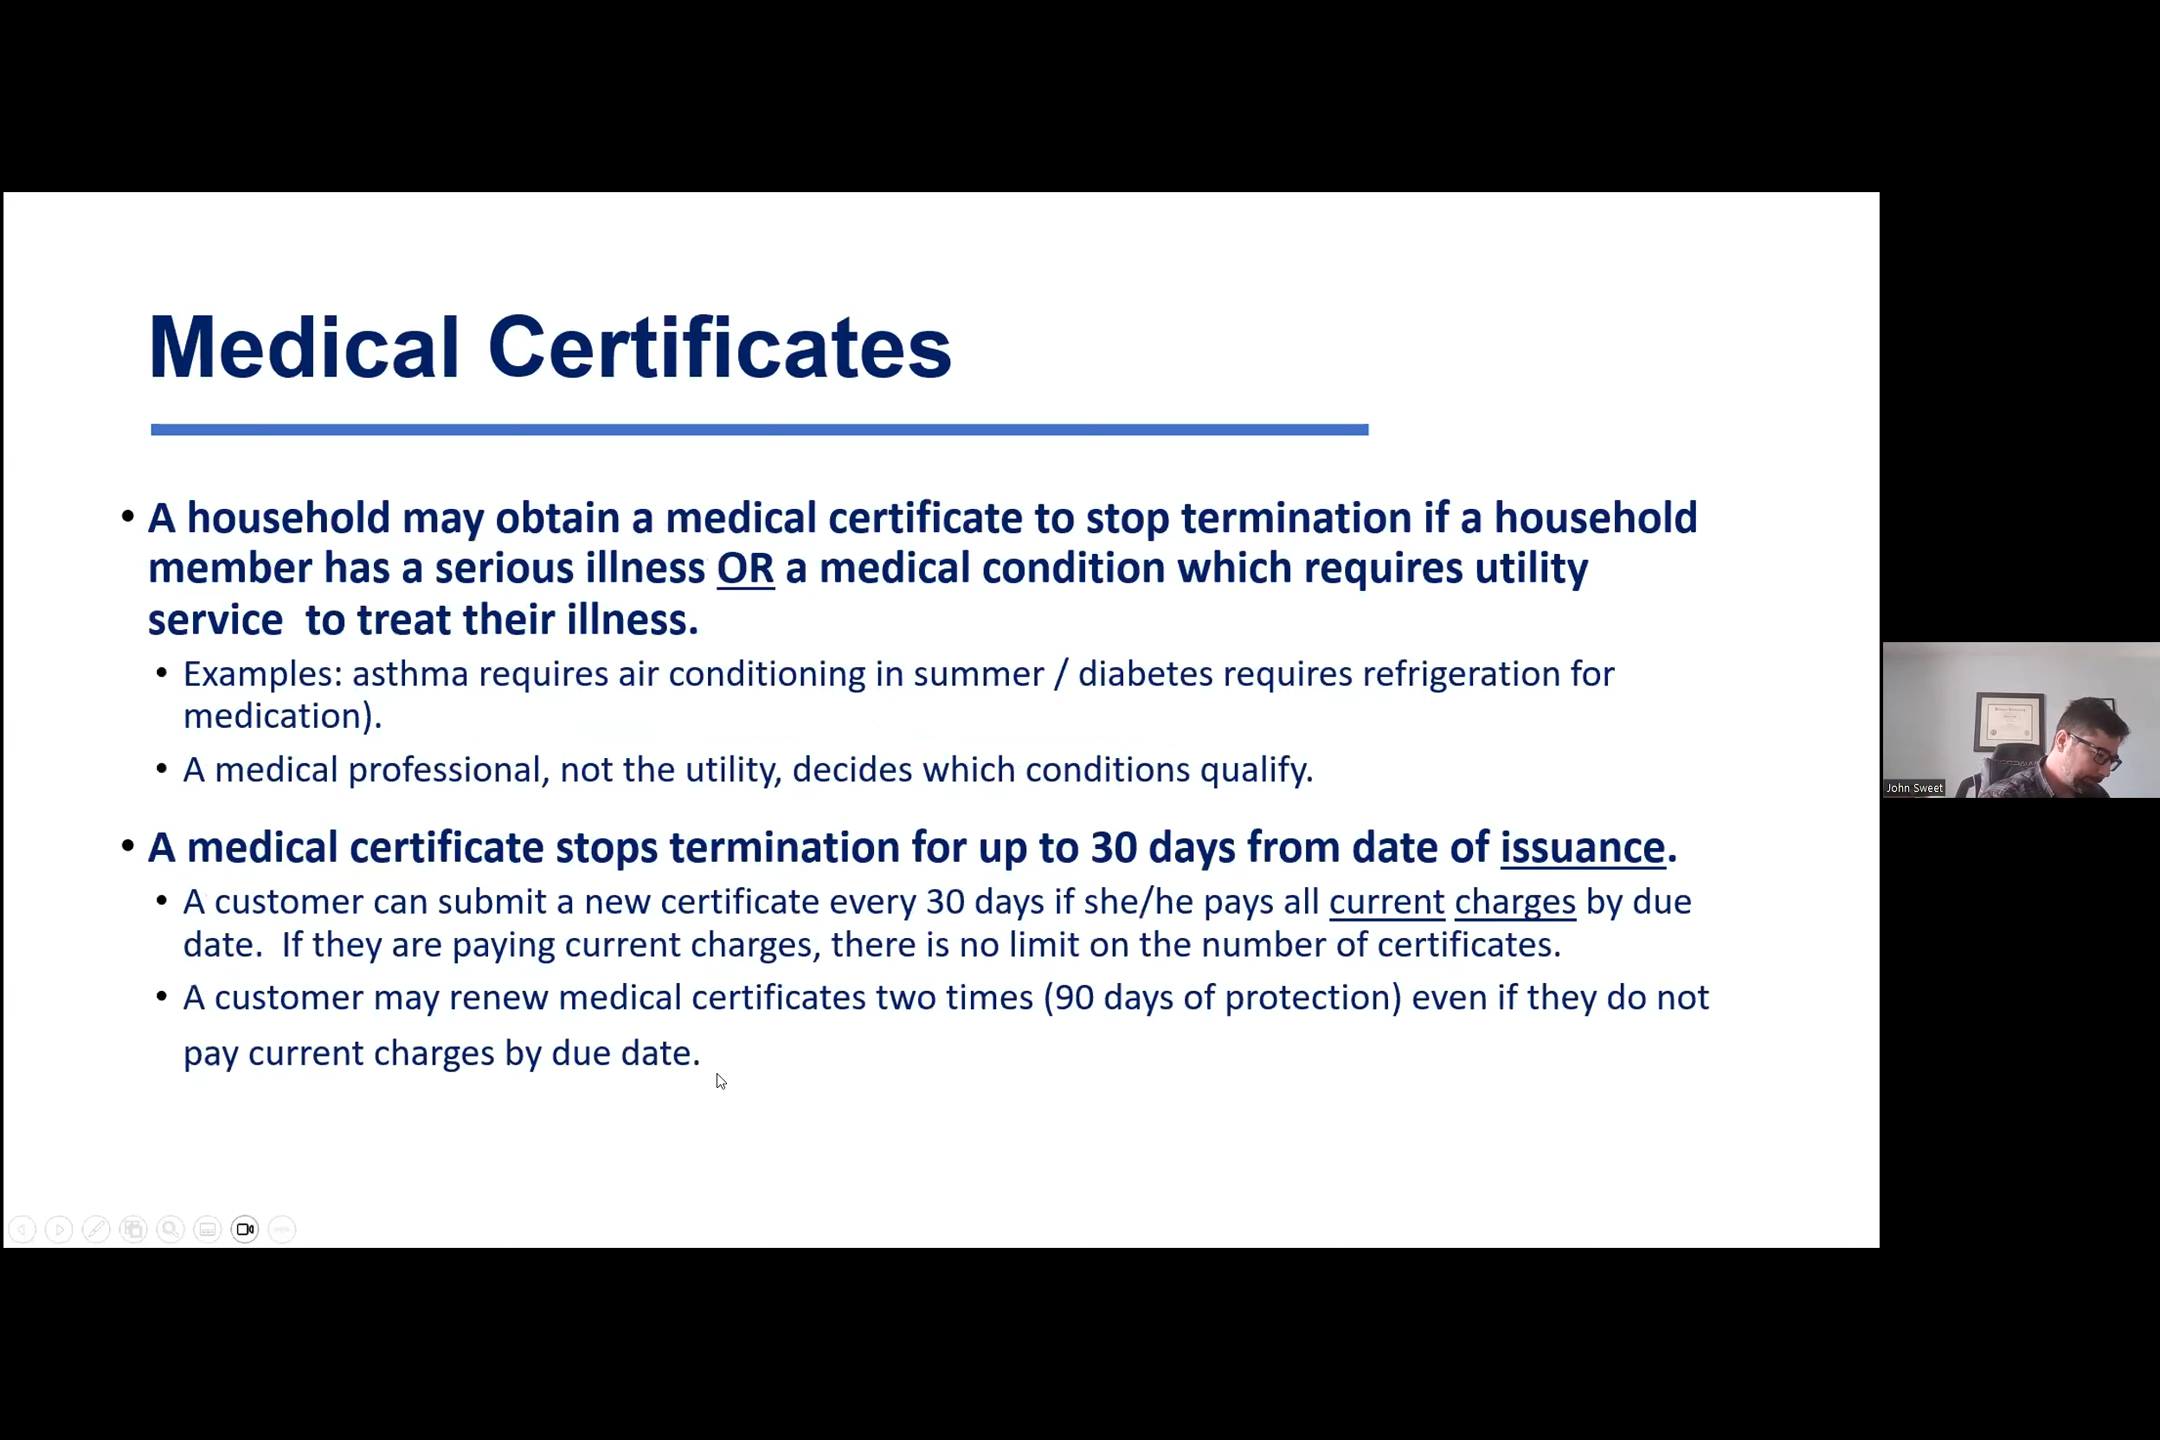 Medical Certificates
• A household may obtain a medical certificate to stop termination if a household
member has a serious illness OR a medical condition which requires utility
service  to treat their illness.
• Examples: asthma requires air conditioning in summer / diabetes requires refrigeration for
medication).
• A medical professional, not the utility, decides which conditions qualify.
• A medical certificate stops termination for up to 30 days from date of issuance.
• A customer can submit a new certificate every 30 days if she/he pays all current charges by due
date.  If they are paying current charges, there is no limit on the number of certificates.
• A customer may renew medical certificates two times (90 days of protection) even if they do not
pay current charges by due date.
John Sweet